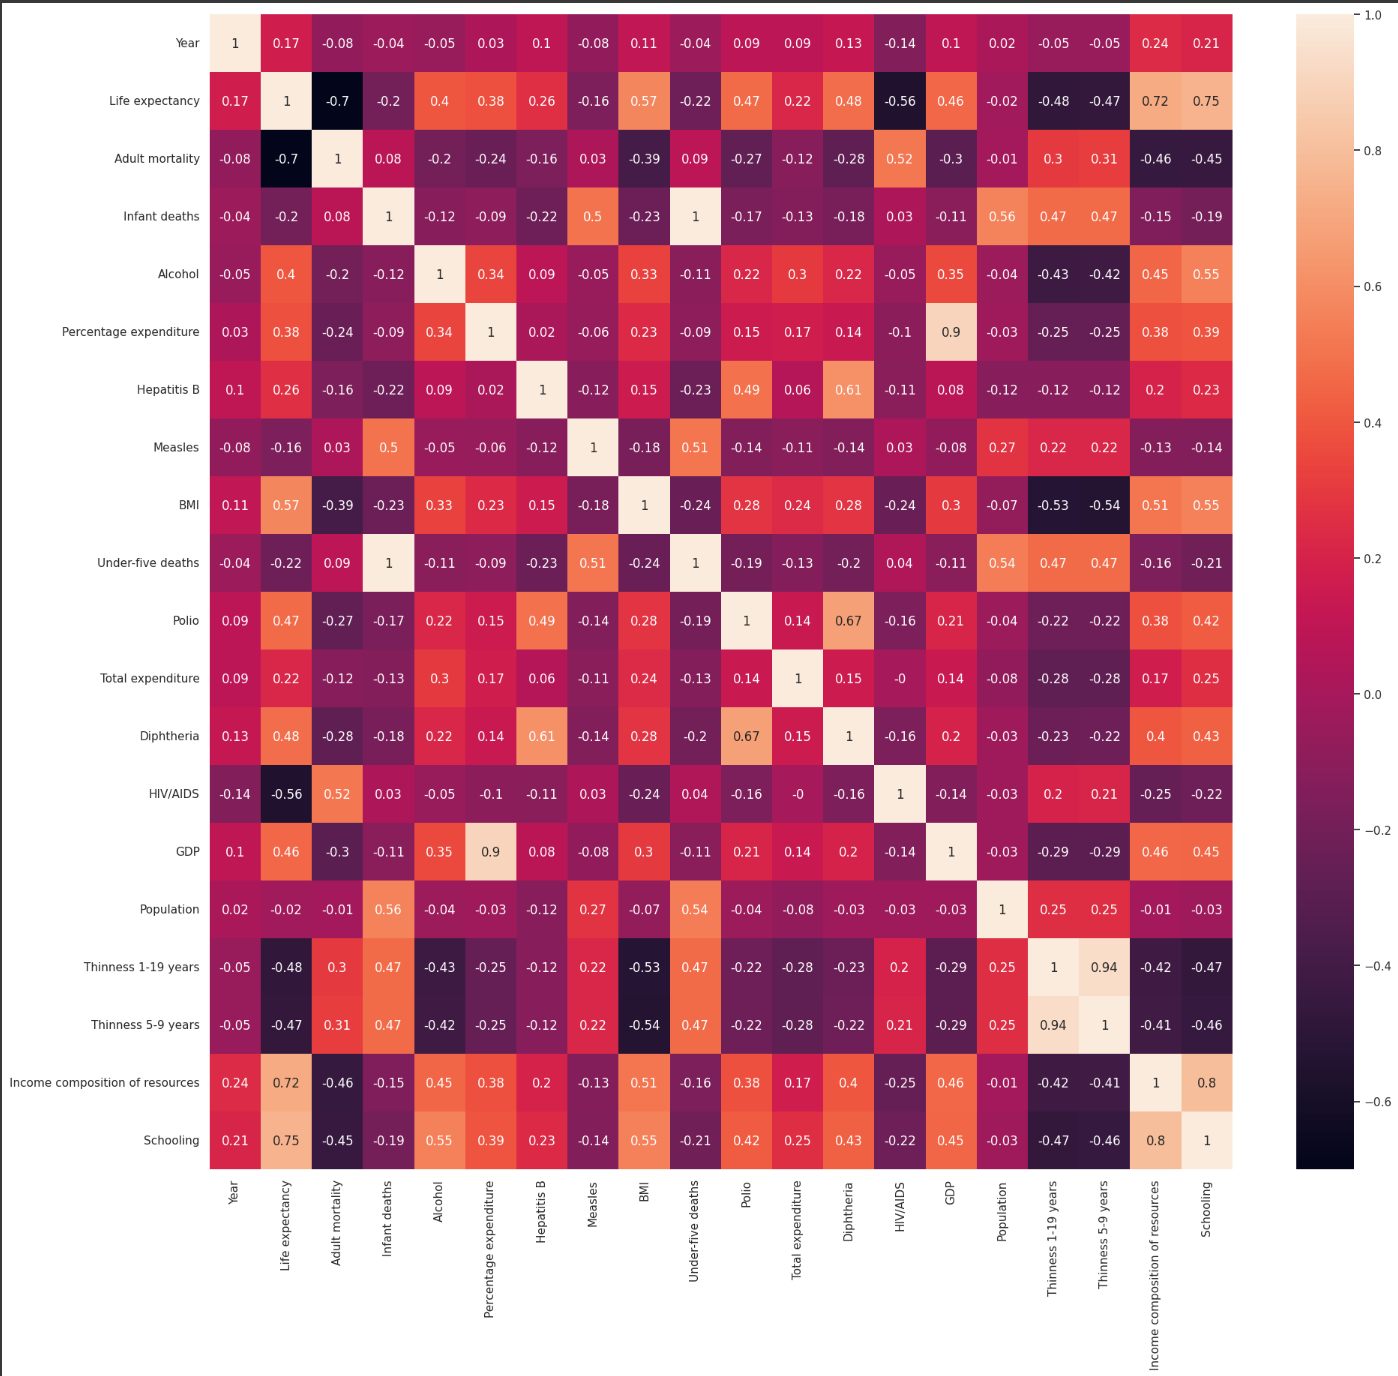 Year 1 0.17 -0.08 -0.04 -0.05 0.03 0.1 -0.08 0.11 -0.04 0.09 0.09 0.13 -0.14 0.1 0.02 -0.05 -0.05 0.24 0.21
Life expectancy 0.17 1 -0.7 -0.2 0.4 0.38 0.26 -0.16 0.57 -0.22 0.47 0.22 0.48 -0.56 0.46 -0.02 -0.48 -0.47 0.72 0.75
Adult mortality -0.08 -0.7 1 0.08 -0.2 -0.24 -0.16 0.03 -0.39 0.09 -0.27 -0.12 -0.28 0.52 -0.3 -0.01 0.3 0.31 -0.46 -0.45
Infant deaths -0.04 -0.2 0.08 1 -0.12 -0.09 -0.22 0.5 -0.23 1 -0.17 -0.13 -0.18 0.03 -0.11 0.56 0.47 0.47 -0.15 -0.19
Alcohol -0.05 0.4 -0.2 -0.12 1 0.34 0.09 -0.05 0.33 -0.11 0.22 0.3 0.22 -0.05 0.35 -0.04 -0.43 -0.42 0.45 0.55
Percentage expenditure 0.03 0.38 -0.24 -0.09 0.34 1 0.02 -0.06 0.23 -0.09 0.15 0.17 0.14 -0.1 0.9 -0.03 -0.25 -0.25 0.38 0.39
Hepatitis B 0.1 0.26 -0.16 -0.22 0.09 0.02 1 -0.12 0.15 -0.23 0.49 0.06 0.61 -0.11 0.08 -0.12 -0.12 -0.12 0.2 0.23
Measles -0.08 -0.16 0.03 0.5 -0.05 -0.06 -0.12 1 -0.18 0.51 -0.14 -0.11 -0.14 0.03 -0.08 0.27 0.22 0.22 -0.13 -0.14
BMI 0.11 0.57 -0.39 -0.23 0.33 0.23 0.15 -0.18 1 -0.24 0.28 0.24 0.28 -0.24 0.3 -0.07 -0.53 -0.54 0.51 0.55
Under-five deaths -0.04 -0.22 0.09 1 -0.11 -0.09 -0.23 0.51 -0.24 1 -0.19 -0.13 -0.2 0.04 -0.11 0.54 0.47 0.47 -0.16 -0.21
Polio 0.09 0.47 -0.27 -0.17 0.22 0.15 0.49 -0.14 0.28 -0.19 1 0.14 0.67 -0.16 0.21 -0.04 -0.22 -0.22 0.38 0.42
Total expenditure 0.09 0.22 -0.12 -0.13 0.3 0.17 0.06 -0.11 0.24 -0.13 0.14 1 0.15 -0 0.14 -0.08 -0.28 -0.28 0.17 0.25
Diphtheria 0.13 0.48 -0.28 -0.18 0.22 0.14 0.61 -0.14 0.28 -0.2 0.67 0.15 1 -0.16 0.2 -0.03 -0.23 -0.22 0.4 0.43
HIV/AIDS -0.14 -0.56 0.52 0.03 -0.05 -0.1 -0.11 0.03 -0.24 0.04 -0.16 -0 -0.16 1 -0.14 -0.03 0.2 0.21 -0.25 -0.22
GDP 0.1 0.46 -0.3 -0.11 0.35 0.9 0.08 -0.08 0.3 -0.11 0.21 0.14 0.2 -0.14 1 -0.03 -0.29 -0.29 0.46 0.45
Population 0.02 -0.02 -0.01 0.56 -0.04 -0.03 -0.12 0.27 -0.07 0.54 -0.04 -0.08 -0.03 -0.03 -0.03 1 0.25 0.25 -0.01 -0.03
Thinness 1-19 years -0.05 -0.48 0.3 0.47 -0.43 -0.25 -0.12 0.22 -0.53 0.47 -0.22 -0.28 -0.23 0.2 -0.29 0.25 1 0.94 -0.42 -0.47
Thinness 5-9 years -0.05 -0.47 0.31 0.47 -0.42 -0.25 -0.12 0.22 -0.54 0.47 -0.22 -0.28 -0.22 0.21 -0.29 0.25 0.94 1 -0.41 -0.46
Income composition of resources 0.24 0.72 -0.46 -0.15 0.45 0.38 0.2 -0.13 0.51 -0.16 0.38 0.17 0.4 -0.25 0.46 -0.01 -0.42 -0.41 1 0.8
Schooling 0.21 0.75 -0.45 -0.19 0.55 0.39 0.23 -0.14 0.55 -0.21 0.42 0.25 0.43 -0.22 0.45 -0.03 -0.47 -0.46 0.8 1
Year
Life expectancy
Adult mortality
Infant deaths
Alcohol
Percentage expenditure
Hepatitis B
Measles
BMI
Under-five deaths
Polio
Total expenditure
Diphtheria
HIV/AIDS
GDP
Population
Thinness 1-19 years
Thinness 5-9 years
Income composition of resources
Schooling
1.0
0.8
0.6
0.4
0.2
0.0
−0.2
−0.4
−0.6